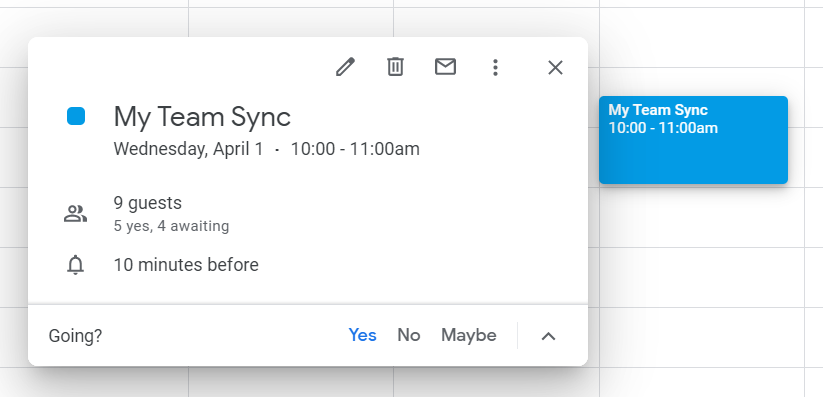 My Team Sync
Wednesday, April 1 · 10:00 - 11:00am
9 guests
5 yes, 4 awaiting
10 minutes before
Going?
Yes No Maybe
My Team Sync
10:00 - 11:00am